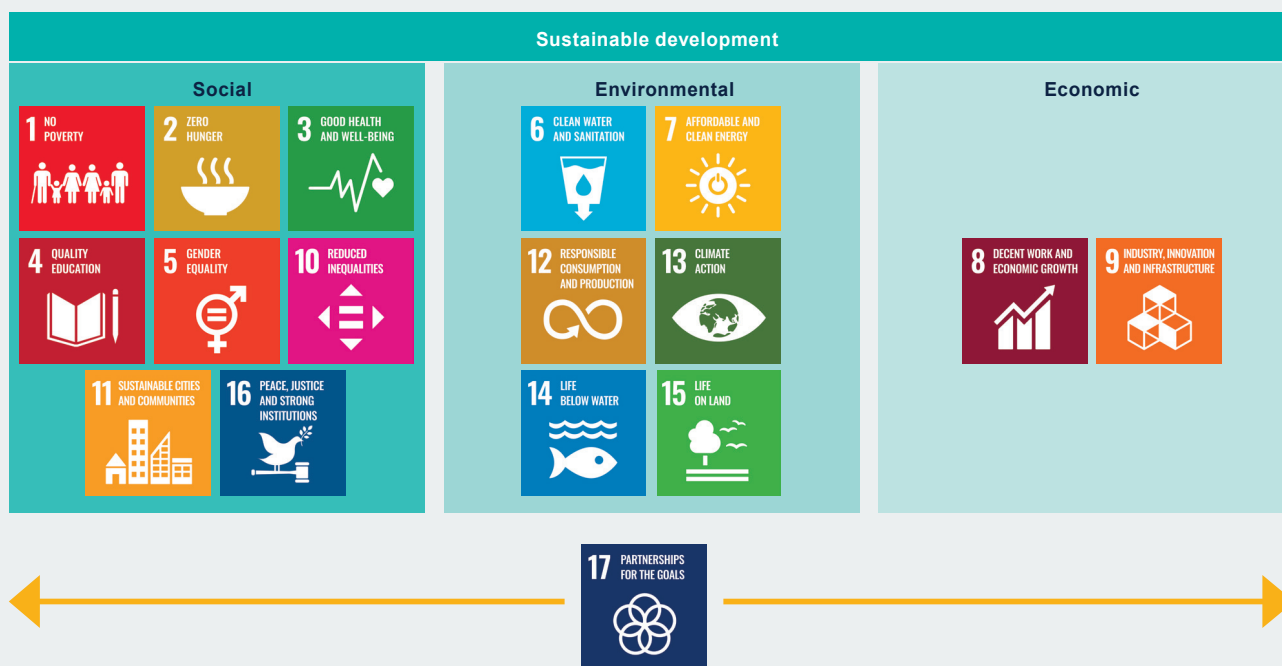 Sustainable development
Social
1 NO
POVERTY
2 ZERO
HUNGER
3 GOOD HEALTH
AND WELL-BEING
4 QUALITY
EDUCATION
5 GENDER
EQUALITY
10 REDUCED
INEQUALITIES
11 SUSTAINABLE CITIES
AND COMMUNITIES
16 PEACE, JUSTICE
AND STRONG
INSTITUTIONS
Environmental
6 CLEAN WATER
AND SANITATION
7 AFFORDABLE AND
CLEAN ENERGY
12 RESPONSIBLE
CONSUMPTION
AND PRODUCTION
13 CLIMATE
ACTION
14 LIFE
BELOW WATER
15 LIFE
ON LAND
Economic
8 DECENT WORK AND
ECONOMIC GROWTH
9 INDUSTRY, INNOVATION
AND INFRASTRUCTURE
17 PARTNERSHIPS
FOR THE GOALS